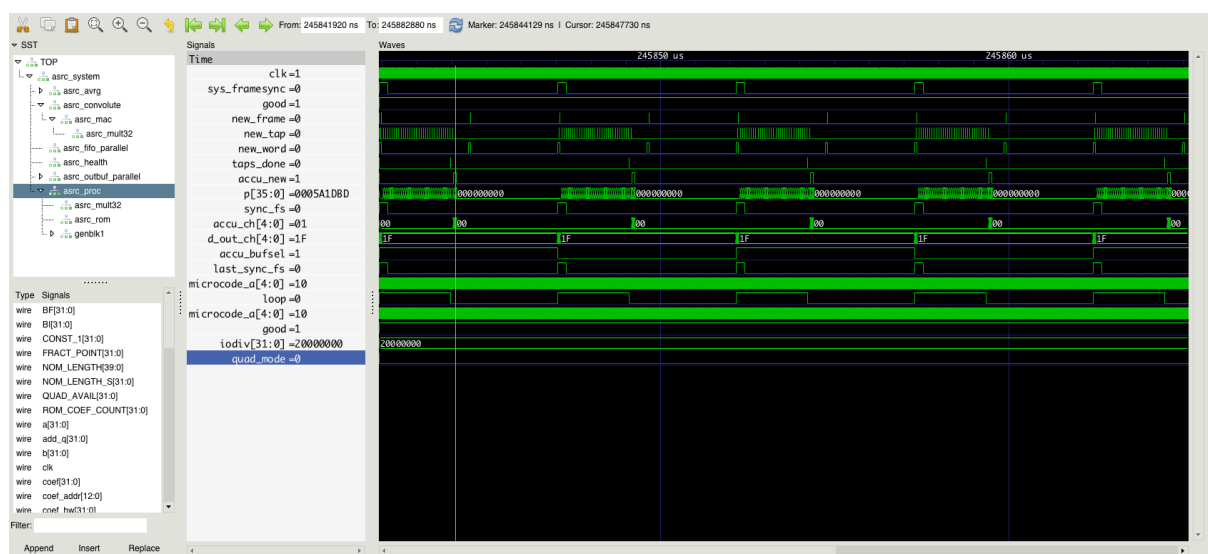 From: 245841920 ns To: 245882880 ns Marker: 245844129 ns | Cursor: 245847730 ns
SST
TOP
asrc_system
asrc_avrg
asrc_convolute
asrc_mac
asrc_mult32
asrc_fifo_parallel
asrc_health
asrc_outbuf_parallel
asrc_proc
asrc_mult32
asrc_rom
genblk1
Type Signals
wire BF[31:0]
wire BI[31:0]
wire CONST_1[31:0]
wire FRACT_POINT[31:0]
wire NOM_LENGTH[39:0]
wire NOM_LENGTH_S[31:0]
wire QUAD_AVAIL[31:0]
wire ROM_COEF_COUNT[31:0]
wire a[31:0]
wire add_q[31:0]
wire b[31:0]
wire clk
wire coef[31:0]
wire coef_addr[12:0]
wire coef_hw[31:0]
Filter:
Append Insert Replace
Signals
Time
clk=1
sys_framesync=0
good=1
new_frame=0
new_tap=0
new_word=0
taps_done=0
accu_new=1
p[35:0]=0005A1DBD
sync_fs=0
accu_ch[4:0]=01
d_out_ch[4:0]=1F
accu_bufsel=1
last_sync_fs=0
microcode_a[4:0]=10
loop=0
microcode_a[4:0]=10
good=1
iodiv[31:0]=20000000
quad_mode=0
Waves
245850 us 245860 us
000000000 000000000 000000000 000000000 0000
00 00 00 00 00 00
1F 1F 1F 1F 1F
20000000